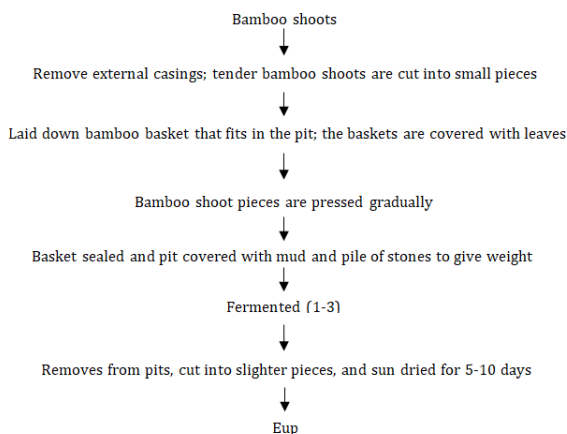 Bamboo shoots
Remove external casings; tender bamboo shoots are cut into small pieces
Laid down bamboo basket that fits in the pit; the baskets are covered with leaves
Bamboo shoot pieces are pressed gradually
Basket sealed and pit covered with mud and pile of stones to give weight
Fermented (1-3)
Removes from pits, cut into slighter pieces, and sun dried for 5-10 days
Eup